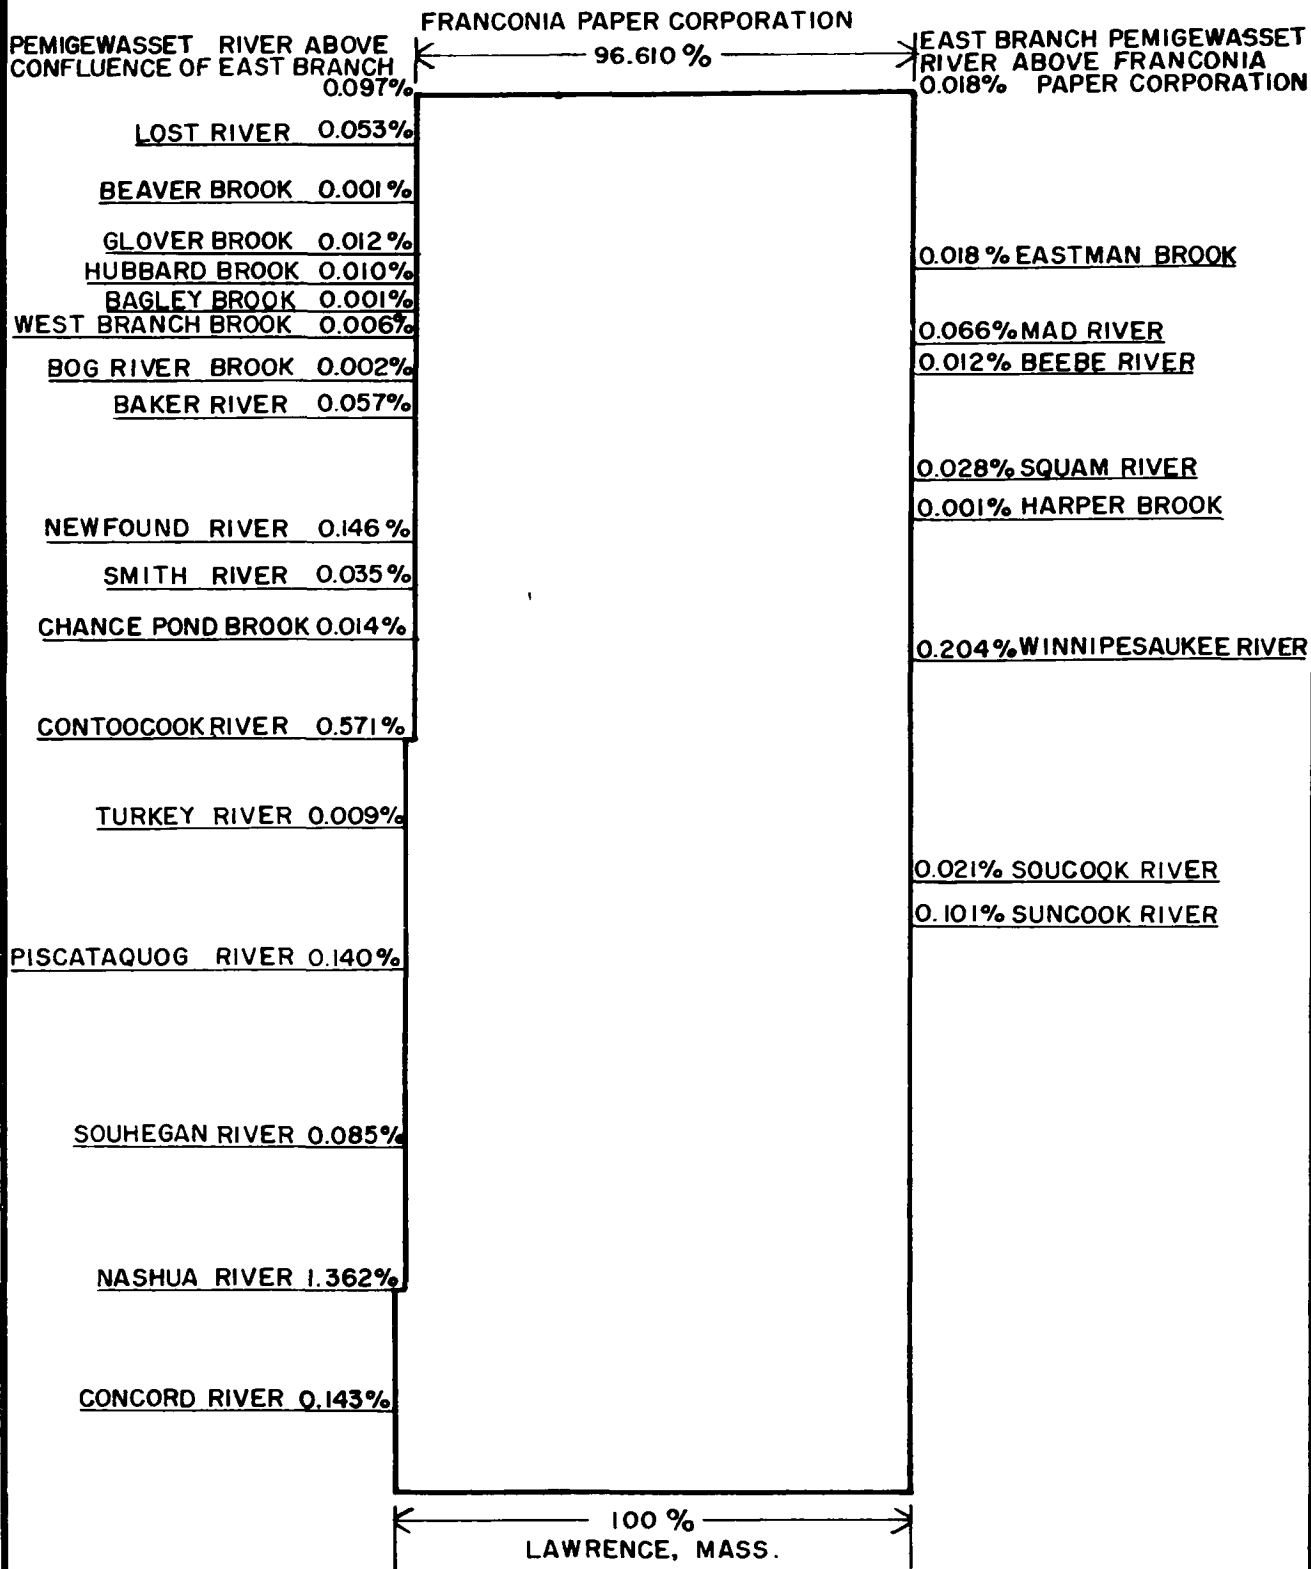 FRANCONIA PAPER CORPORATION
96.610 %
PEMIGEWASSET RIVER ABOVE
CONFLUENCE OF EAST BRANCH
0.097%
EAST BRANCH PEMIGEWASSET
RIVER ABOVE FRANCONIA
0.018% PAPER CORPORATION
LOST RIVER 0.053%
BEAVER BROOK 0.001%
GLOVER BROOK 0.012%
HUBBARD BROOK 0.010%
BAGLEY BROOK 0.001%
WEST BRANCH BROOK 0.006%
BOG RIVER BROOK 0.002%
BAKER RIVER 0.057%
NEWFOUND RIVER 0.146%
SMITH RIVER 0.035%
CHANCE POND BROOK 0.014%
CONTOOCOOK RIVER 0.571%
TURKEY RIVER 0.009%
PISCATAQUOG RIVER 0.140%
SOUHEGAN RIVER 0.085%
NASHUA RIVER 1.362%
CONCORD RIVER 0.143%
0.018% EASTMAN BROOK
0.066% MAD RIVER
0.012% BEEBE RIVER
0.028% SQUAM RIVER
0.001% HARPER BROOK
0.204% WINNIPESAUKEE RIVER
0.021% SOUCOOK RIVER
0.101% SUNCOOK RIVER
100 %
LAWRENCE, MASS.